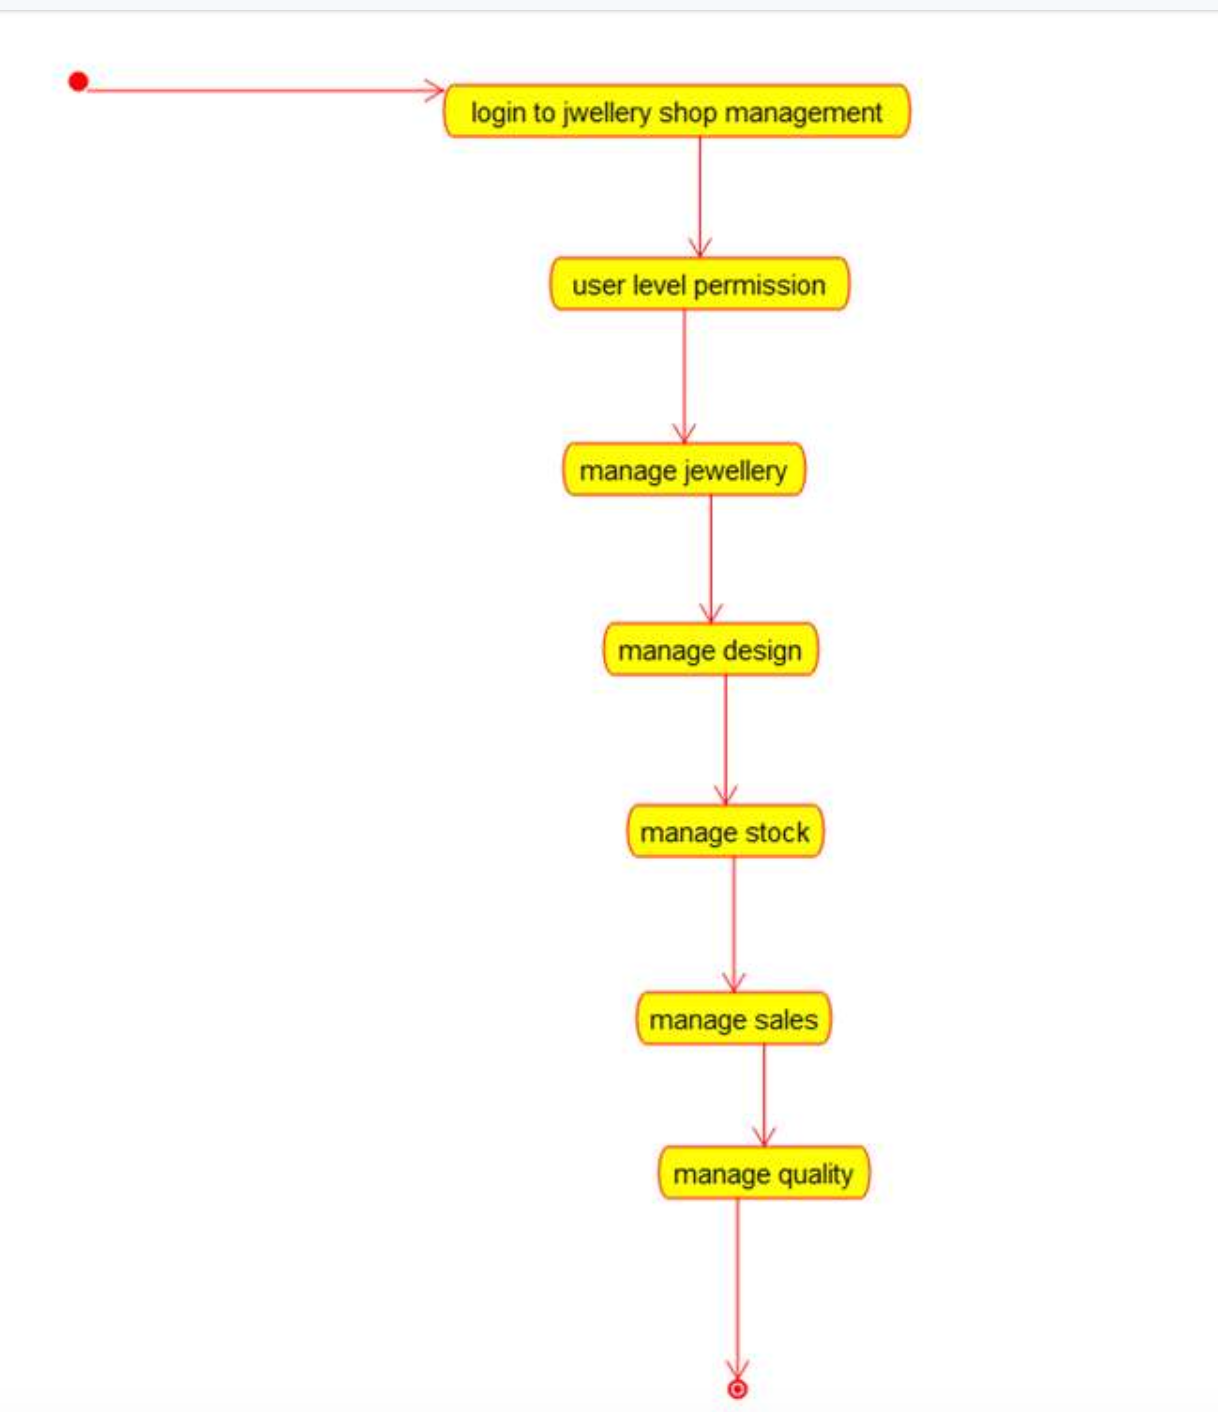 login to jwellery shop management
user level permission
manage jewellery
manage design
manage stock
manage sales
manage quality